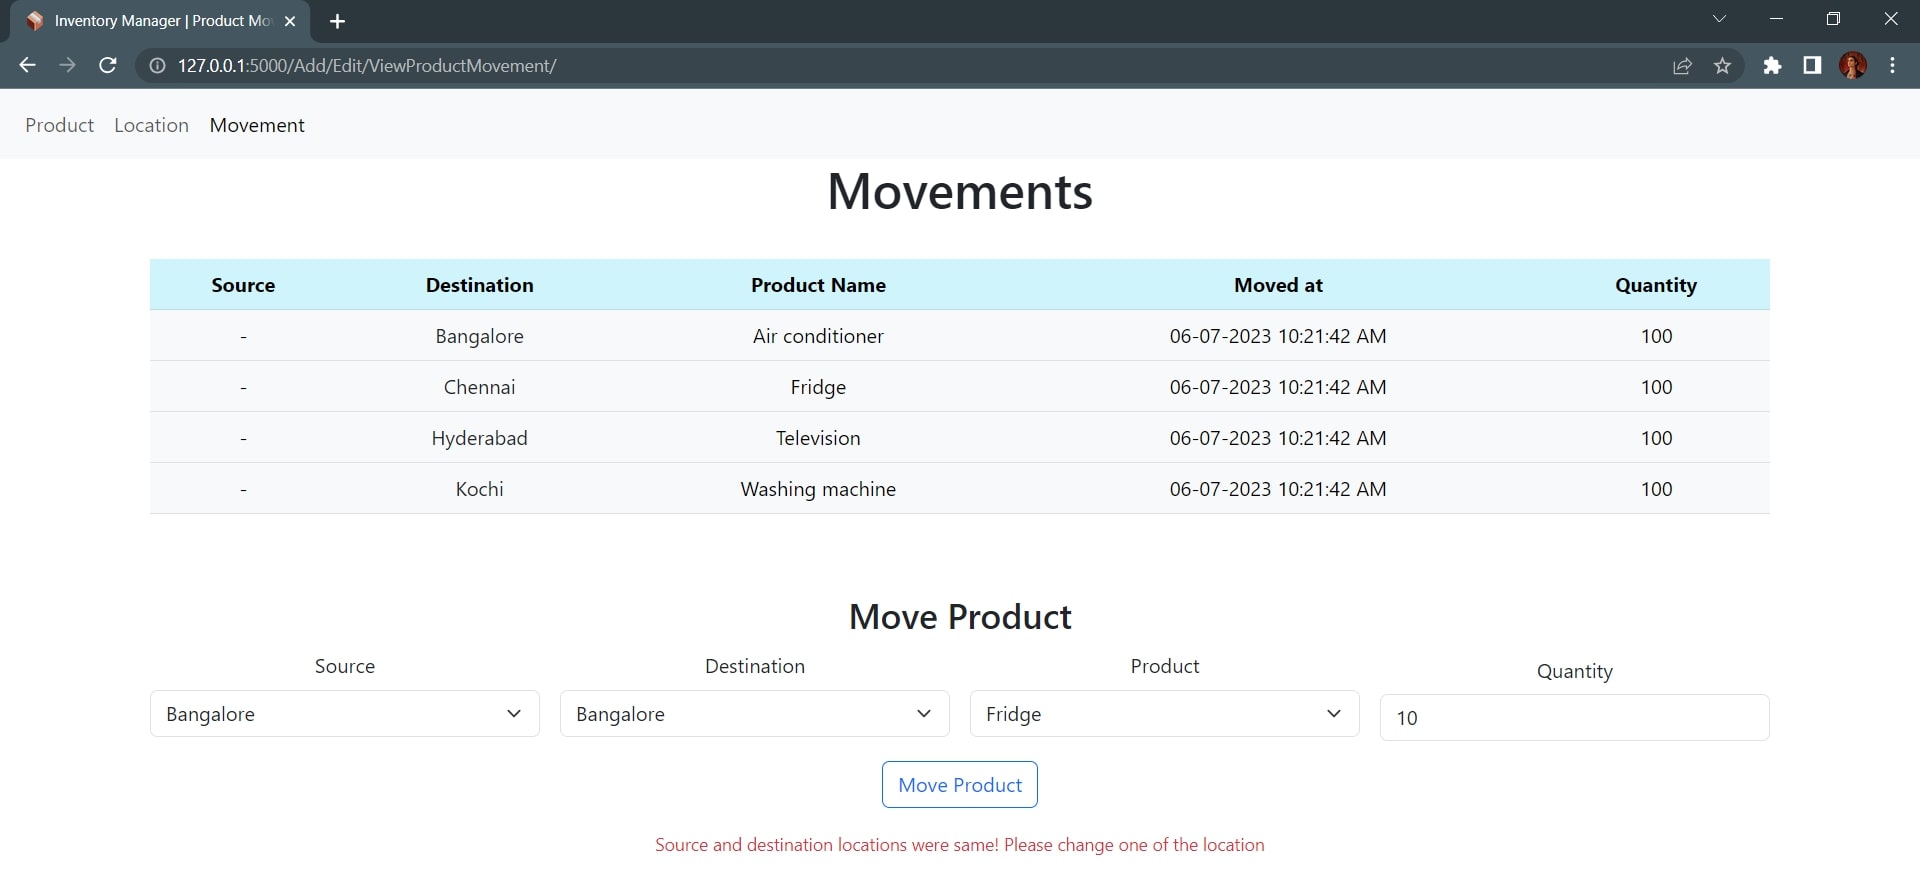 Inventory Manager | Product Mo
127.0.0.1:5000/Add/Edit/ViewProductMovement/
Product Location Movement
Movements
Source Destination Product Name Moved at Quantity
- Bangalore Air conditioner 06-07-2023 10:21:42 AM 100
- Chennai Fridge 06-07-2023 10:21:42 AM 100
- Hyderabad Television 06-07-2023 10:21:42 AM 100
- Kochi Washing machine 06-07-2023 10:21:42 AM 100
Move Product
Source Destination Product Quantity
Bangalore Bangalore Fridge 10
Move Product
Source and destination locations were same! Please change one of the location